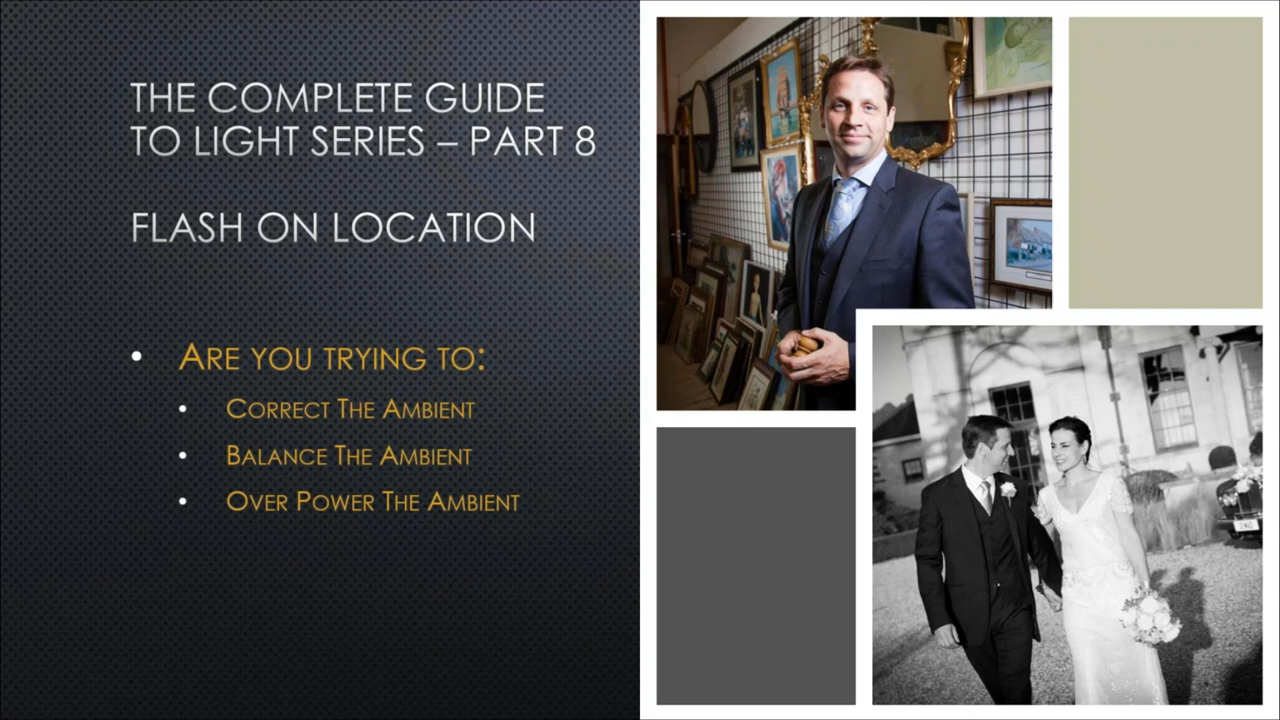 THE COMPLETE GUIDE
TO LIGHT SERIES – PART 8
FLASH ON LOCATION
• ARE YOU TRYING TO:
• CORRECT THE AMBIENT
• BALANCE THE AMBIENT
• OVER POWER THE AMBIENT